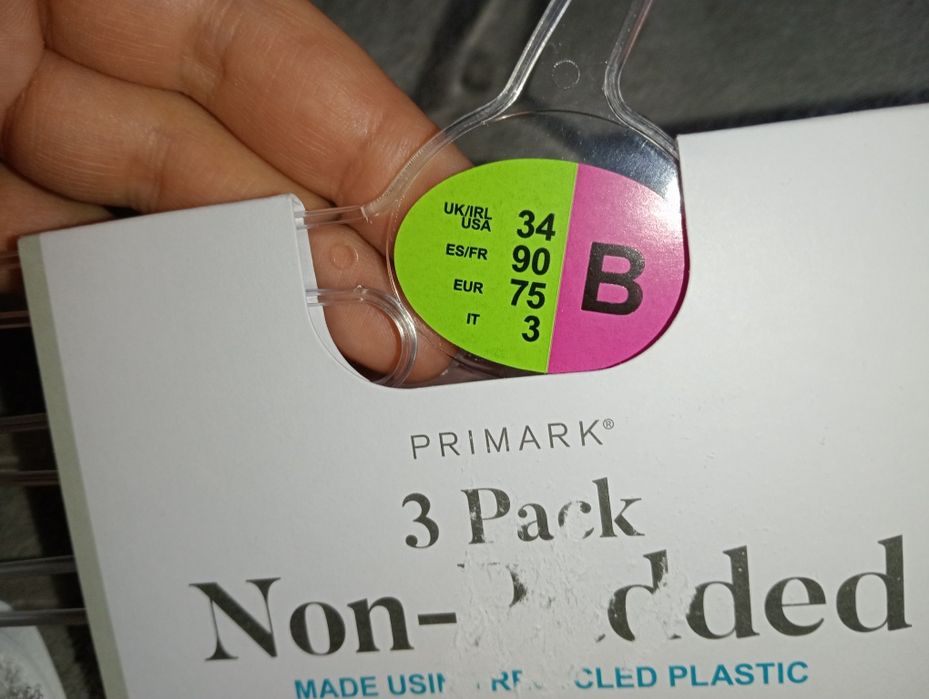 UK/IRL
USA 34
ES/FR 90
EUR 75
IT 3
B
PRIMARK®
3 Pack
Non-
MADE PLASTIC